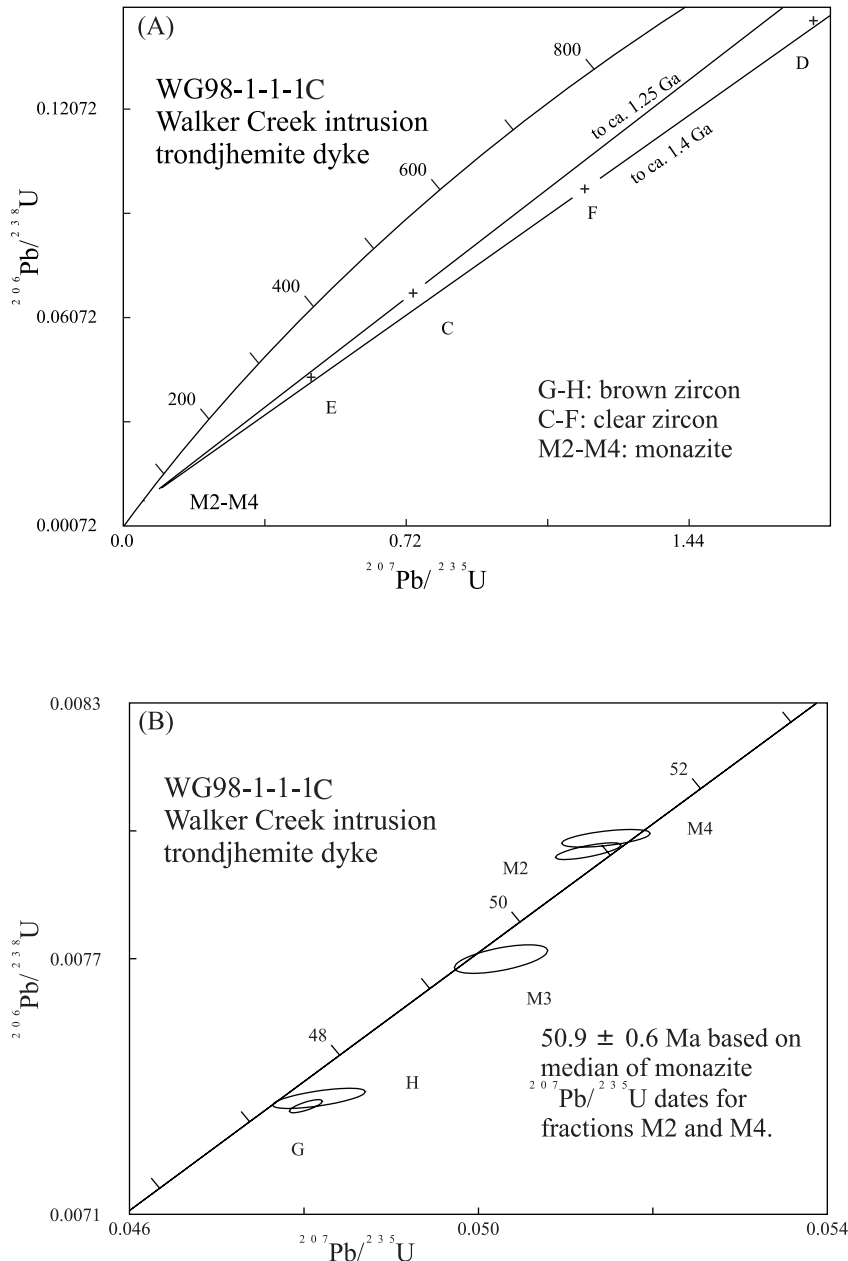 (A)
WG98-1-1-1C
Walker Creek intrusion
trondjhemite dyke
800
600
400
200
to ca. 1.25 Ga
to ca. 1.4 Ga
D
F
C
E
M2-M4
G-H: brown zircon
C-F: clear zircon
M2-M4: monazite
0.12072
0.06072
0.00072
²⁰⁶Pb/²³⁸U
0.0
0.72
1.44
²⁰⁷Pb/²³⁵U
(B)
WG98-1-1-1C
Walker Creek intrusion
trondjhemite dyke
52
50
48
M4
M2
M3
H
G
50.9 ± 0.6 Ma based on
median of monazite
²⁰⁷Pb/²³⁵U dates for
fractions M2 and M4.
0.0083
0.0077
0.0071
²⁰⁶Pb/²³⁸U
0.046
0.050
0.054
²⁰⁷Pb/²³⁵U